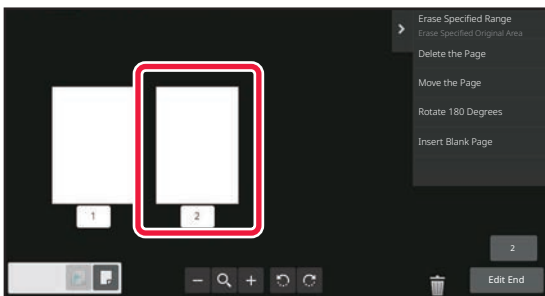 Erase Specified Range
Erase Specified Original Area
Delete the Page
Move the Page
Rotate 180 Degrees
Insert Blank Page
1
2
2
Edit End